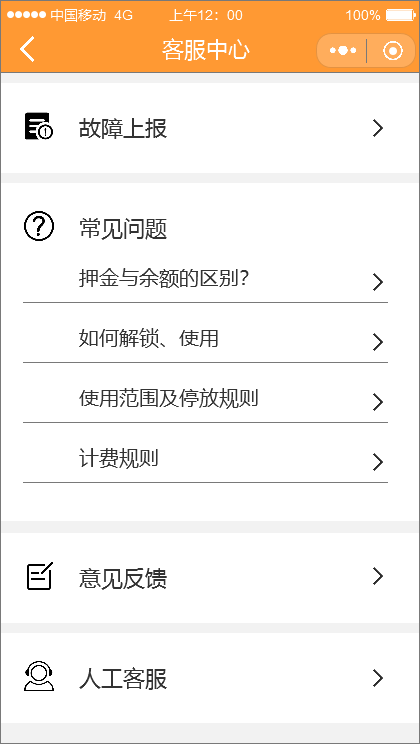 中国移动 4G 上午12：00 100%
客服中心
故障上报
常见问题
押金与余额的区别?
如何解锁、使用
使用范围及停放规则
计费规则
意见反馈
人工客服